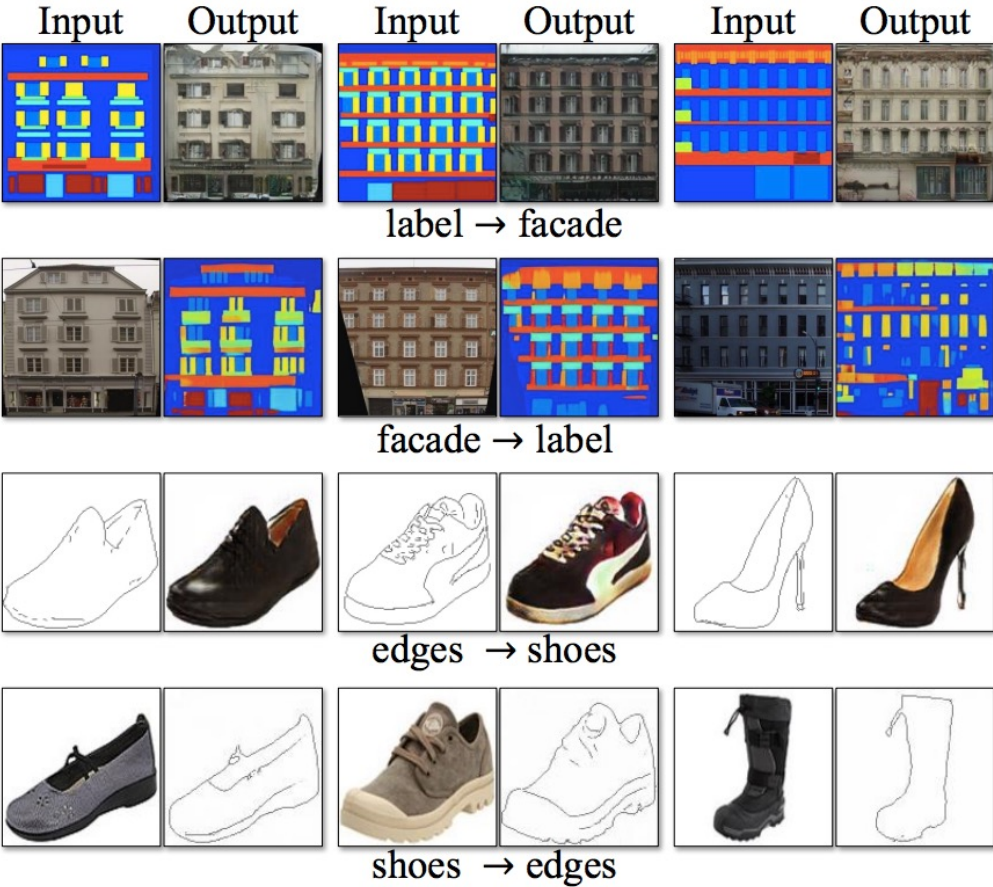 Input Output Input Output Input Output
label → facade
facade → label
edges → shoes
shoes → edges